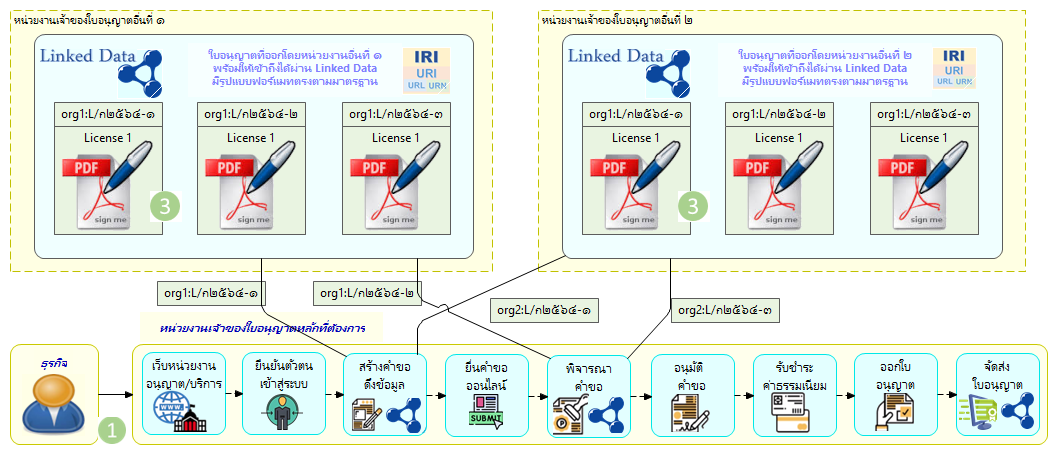 หน่วยงานเจ้าของใบอนุญาตอื่นที่ ๑
Linked Data
ใบอนุญาตที่ออกโดยหน่วยงานอื่นที่ ๑
พร้อมให้เข้าถึงได้ผ่าน Linked Data
มีรูปแบบฟอร์แมทตรงตามมาตรฐาน
IRI
URI
URL URN
org1:L/ก๒๕๖๔-๑
License 1
PDF
sign me
3
org1:L/ก๒๕๖๔-๒
License 1
PDF
sign me
org1:L/ก๒๕๖๔-๓
License 1
PDF
sign me
หน่วยงานเจ้าของใบอนุญาตอื่นที่ ๒
Linked Data
ใบอนุญาตที่ออกโดยหน่วยงานอื่นที่ ๒
พร้อมให้เข้าถึงได้ผ่าน Linked Data
มีรูปแบบฟอร์แมทตรงตามมาตรฐาน
IRI
URI
URL URN
org1:L/ก๒๕๖๔-๑
License 1
PDF
sign me
3
org1:L/ก๒๕๖๔-๒
License 1
PDF
sign me
org1:L/ก๒๕๖๔-๓
License 1
PDF
sign me
org1:L/ก๒๕๖๔-๑
org1:L/ก๒๕๖๔-๒
org2:L/ก๒๕๖๔-๑
org2:L/ก๒๕๖๔-๓
หน่วยงานเจ้าของใบอนุญาตหลักที่ต้องการ
ธุรกิจ
1
เว็บหน่วยงาน
อนุญาต/บริการ
WWW
ยืนยันตัวตน
เข้าสู่ระบบ
สร้างคำขอ
ดึงข้อมูล
ยื่นคำขอ
ออนไลน์
SUBMIT
พิจารณา
คำขอ
อนุมัติ
คำขอ
รับชำระ
ค่าธรรมเนียม
ออกใบ
อนุญาต
จัดส่ง
ใบอนุญาต